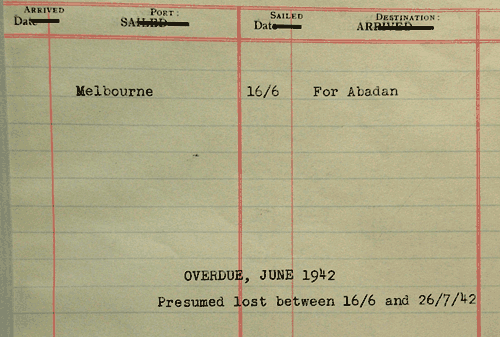 ARRIVED PORT: SAILED DESTINATION:
Date SAILED Date ARRIVED
Melbourne 16/6 For Abadan
OVERDUE, JUNE 1942
Presumed lost between 16/6 and 26/7/42